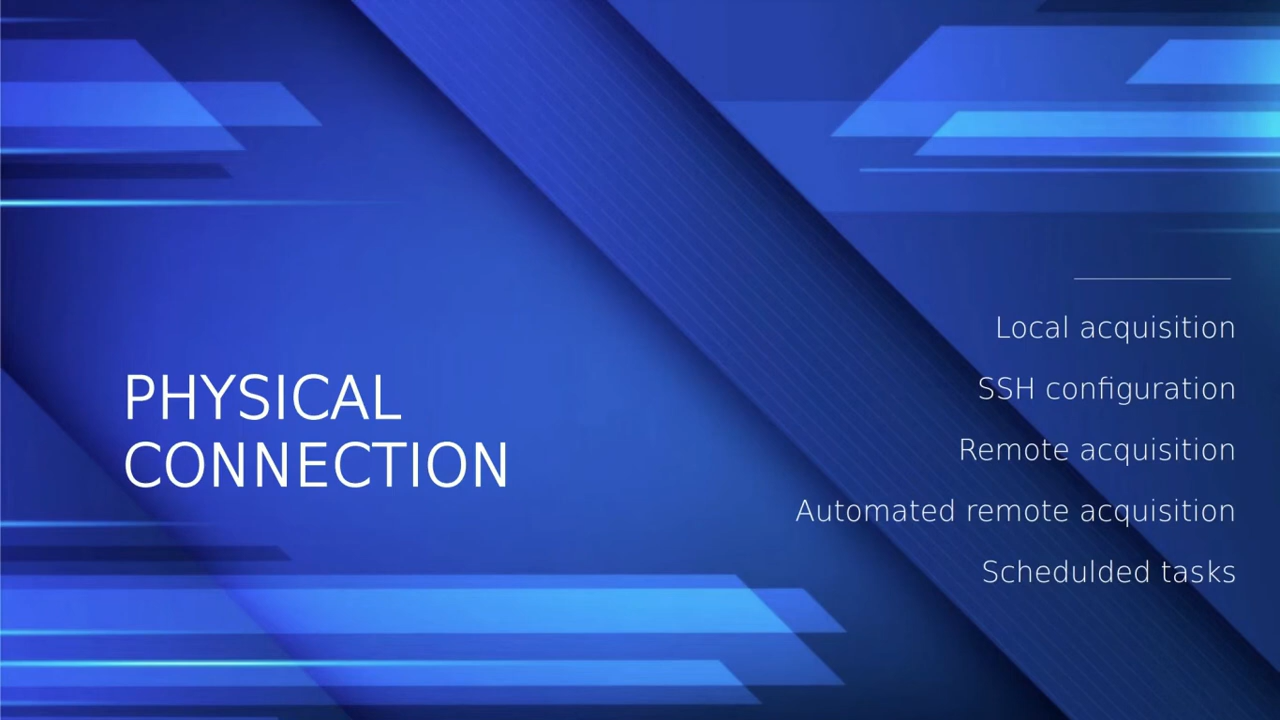 PHYSICAL
CONNECTION
Local acquisition
SSH configuration
Remote acquisition
Automated remote acquisition
Schedulded tasks